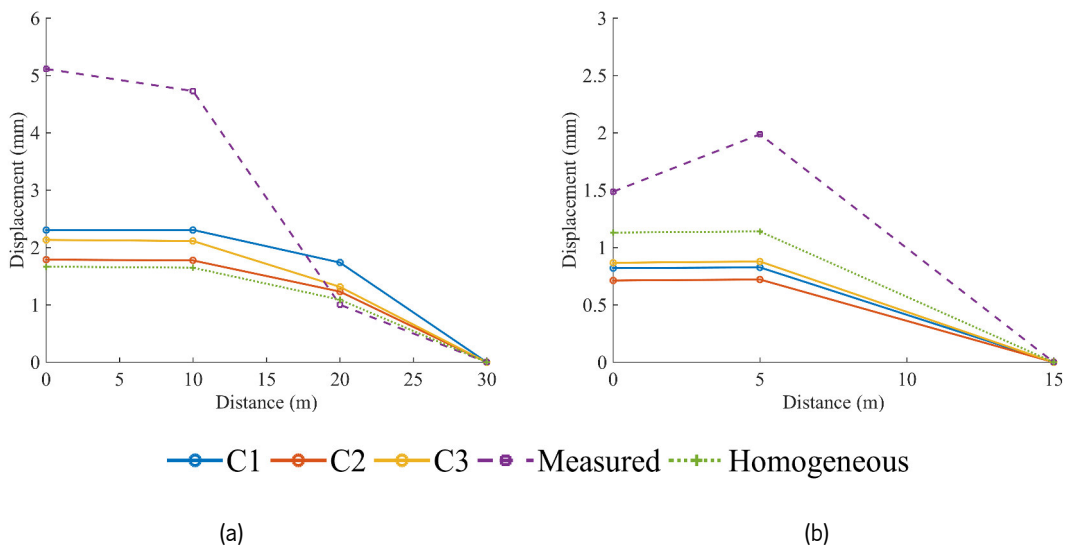 6
5
4
3
2
1
0
Displacement (mm)
0 5 10 15 20 25 30
Distance (m)
3
2.5
2
1.5
1
0.5
0
Displacement (mm)
0 5 10 15
Distance (m)
C1 C2 C3 Measured Homogeneous
(a) (b)